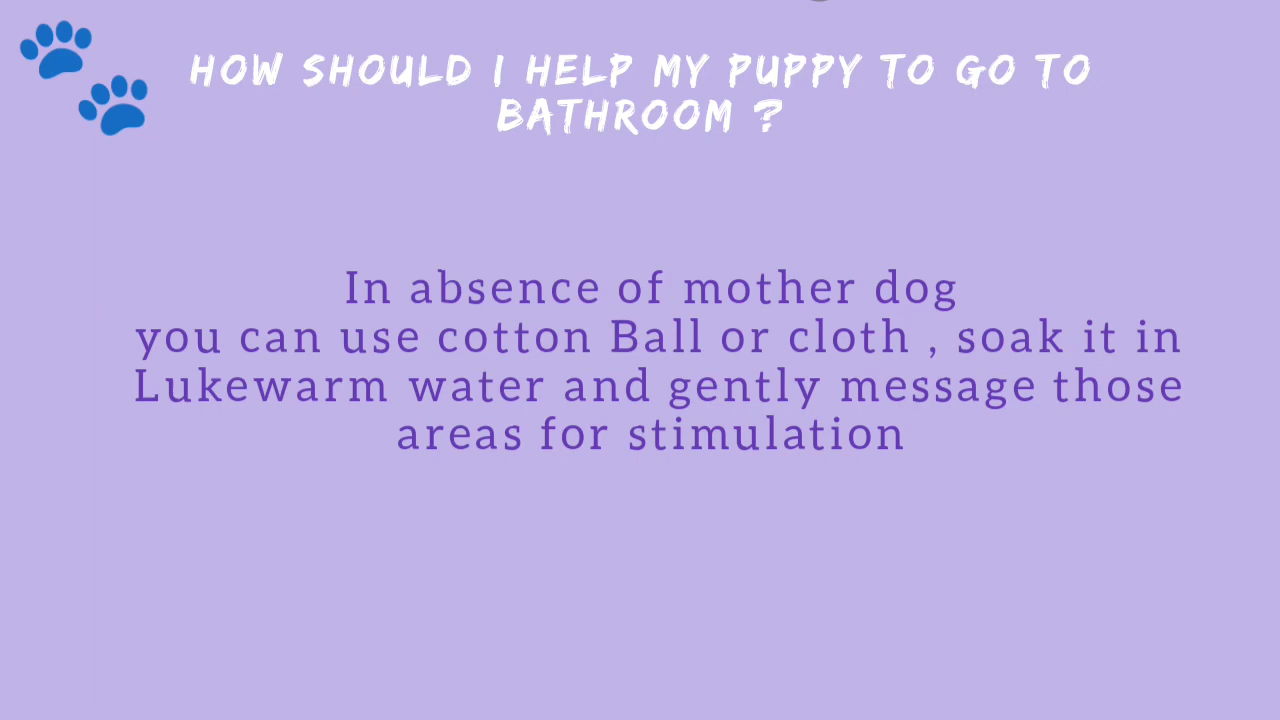 HOW SHOULD I HELP MY PUPPY TO GO TO
BATHROOM ?
In absence of mother dog
you can use cotton Ball or cloth , soak it in
Lukewarm water and gently message those
areas for stimulation